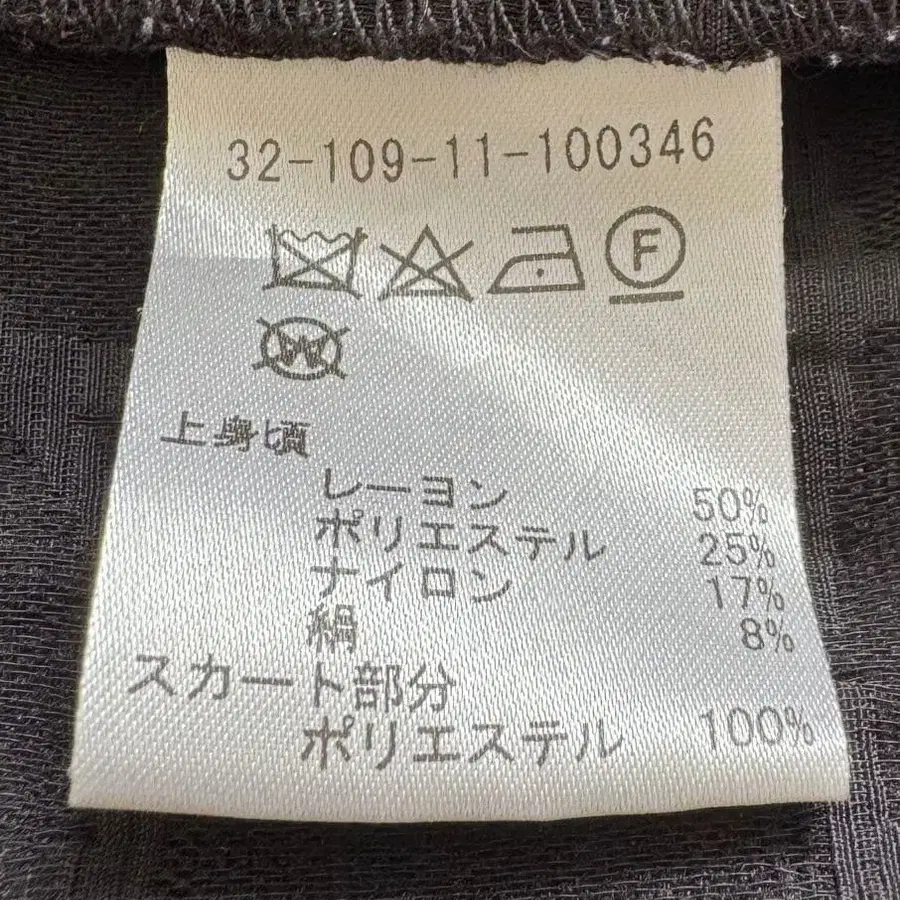 32-109-11-100346
F
W
上身頃
レーヨン 50%
ポリエステル 25%
ナイロン 17%
絹 8%
スカート部分
ポリエステル 100%